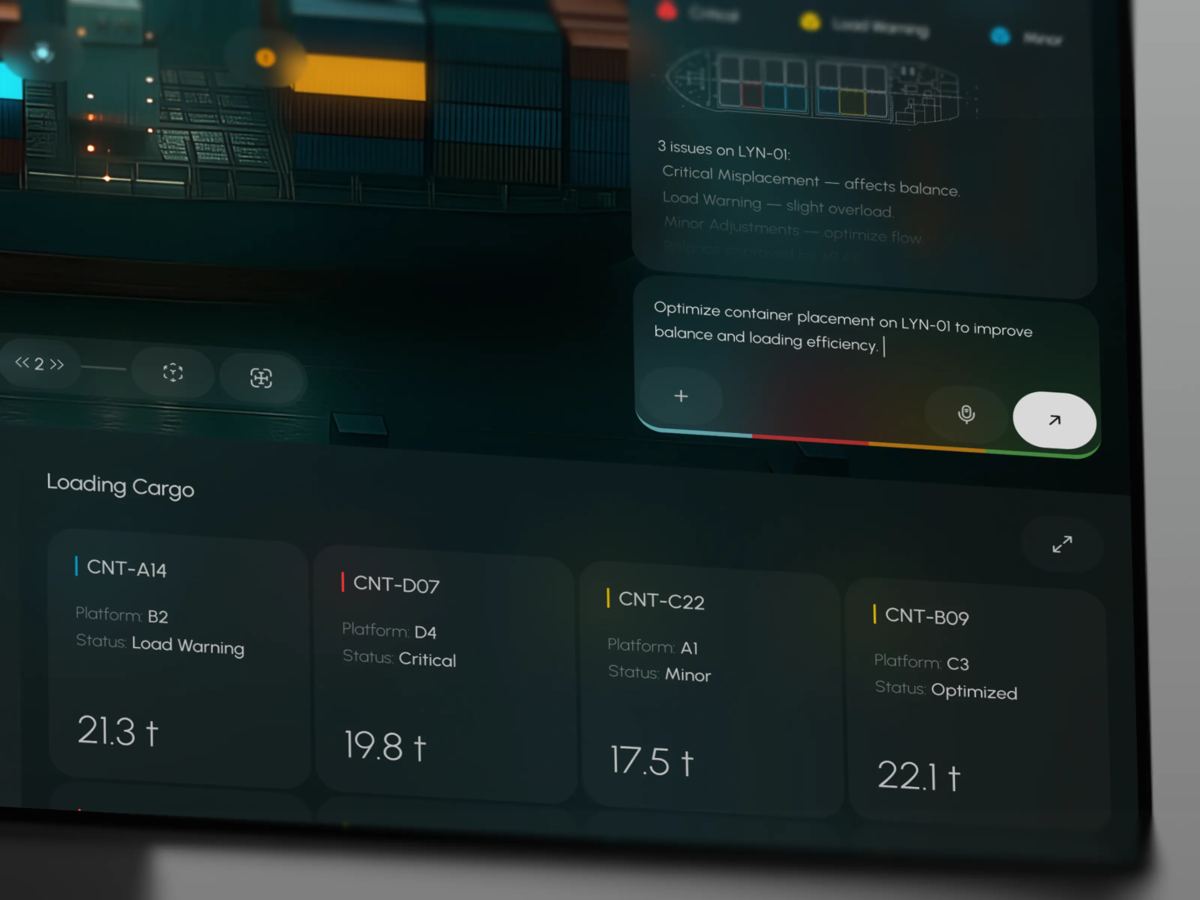 Critical
Load Warning
Minor
3 issues on LYN-01:
Critical Misplacement — affects balance.
Load Warning — slight overload.
Minor Adjustments — optimize flow.
Balance improved by
Optimize container placement on LYN-01 to improve
balance and loading efficiency.
<< 2 >>
Loading Cargo
CNT-A14
Platform: B2
Status: Load Warning
21.3 t
CNT-D07
Platform: D4
Status: Critical
19.8 t
CNT-C22
Platform: A1
Status: Minor
17.5 t
CNT-B09
Platform: C3
Status: Optimized
22.1 t